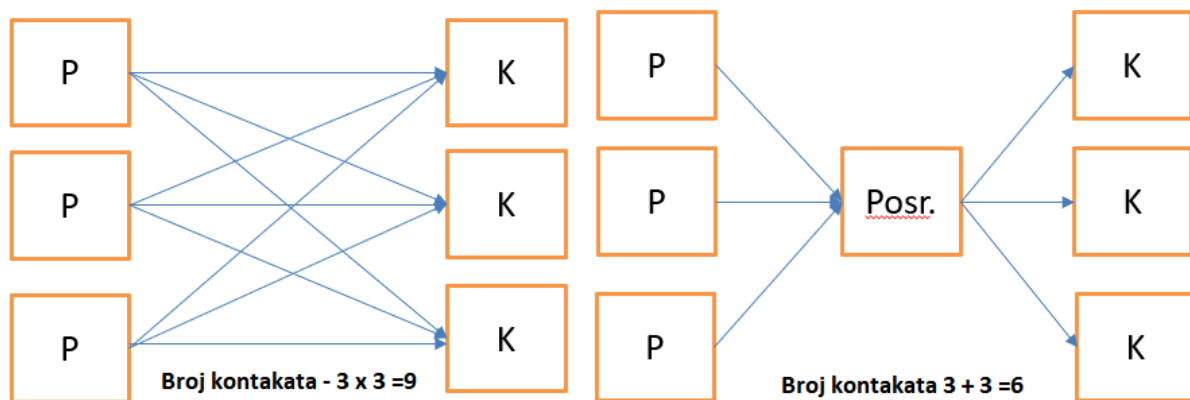 P
K
P
K
P
K
Broj kontakata - 3 x 3 =9
P
K
P
Posr.
K
P
K
Broj kontakata 3 + 3 =6